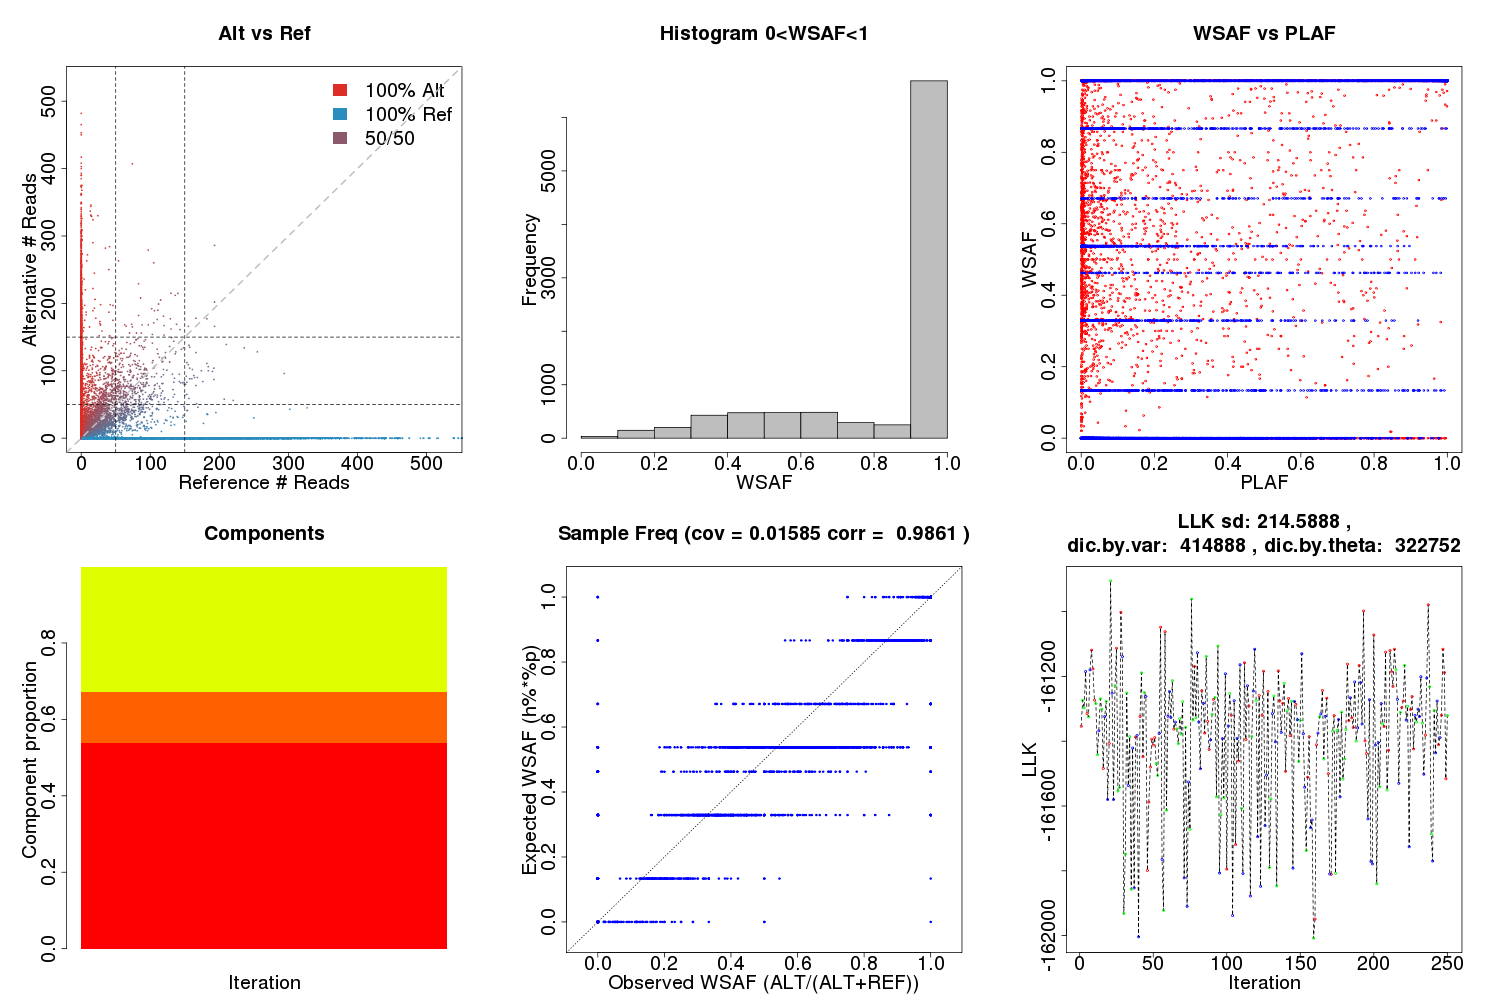 Alt vs Ref
100% Alt
100% Ref
50/50
Alternative # Reads
0 100 200 300 400 500
0 100 200 300 400 500
Reference # Reads
Histogram 0<WSAF<1
Frequency
0 1000 3000 5000
0.0 0.2 0.4 0.6 0.8 1.0
WSAF
WSAF vs PLAF
WSAF
0.0 0.2 0.4 0.6 0.8 1.0
0.0 0.2 0.4 0.6 0.8 1.0
PLAF
Components
Component proportion
0.0 0.2 0.4 0.6 0.8
Iteration
Sample Freq (cov = 0.01585 corr = 0.9861 )
Expected WSAF (h%*%p)
0.0 0.2 0.4 0.6 0.8 1.0
0.0 0.2 0.4 0.6 0.8 1.0
Observed WSAF (ALT/(ALT+REF))
LLK sd: 214.5888 ,
dic.by.var: 414888 , dic.by.theta: 322752
LLK
-162000 -161600 -161200
0 50 100 150 200 250
Iteration